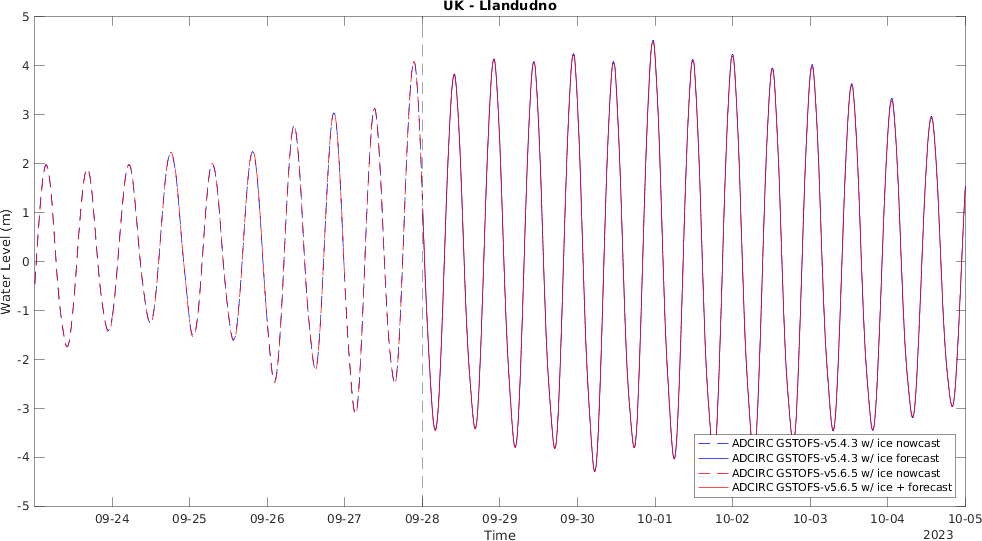 UK - Llandudno
5
4
3
2
1
0
-1
-2
-3
-4
-5
Water Level (m)
ADCIRC GSTOFS-v5.4.3 w/ ice nowcast
ADCIRC GSTOFS-v5.4.3 w/ ice forecast
ADCIRC GSTOFS-v5.6.5 w/ ice nowcast
ADCIRC GSTOFS-v5.6.5 w/ ice + forecast
09-24 09-25 09-26 09-27 09-28 09-29 09-30 10-01 10-02 10-03 10-04 10-05
Time
2023